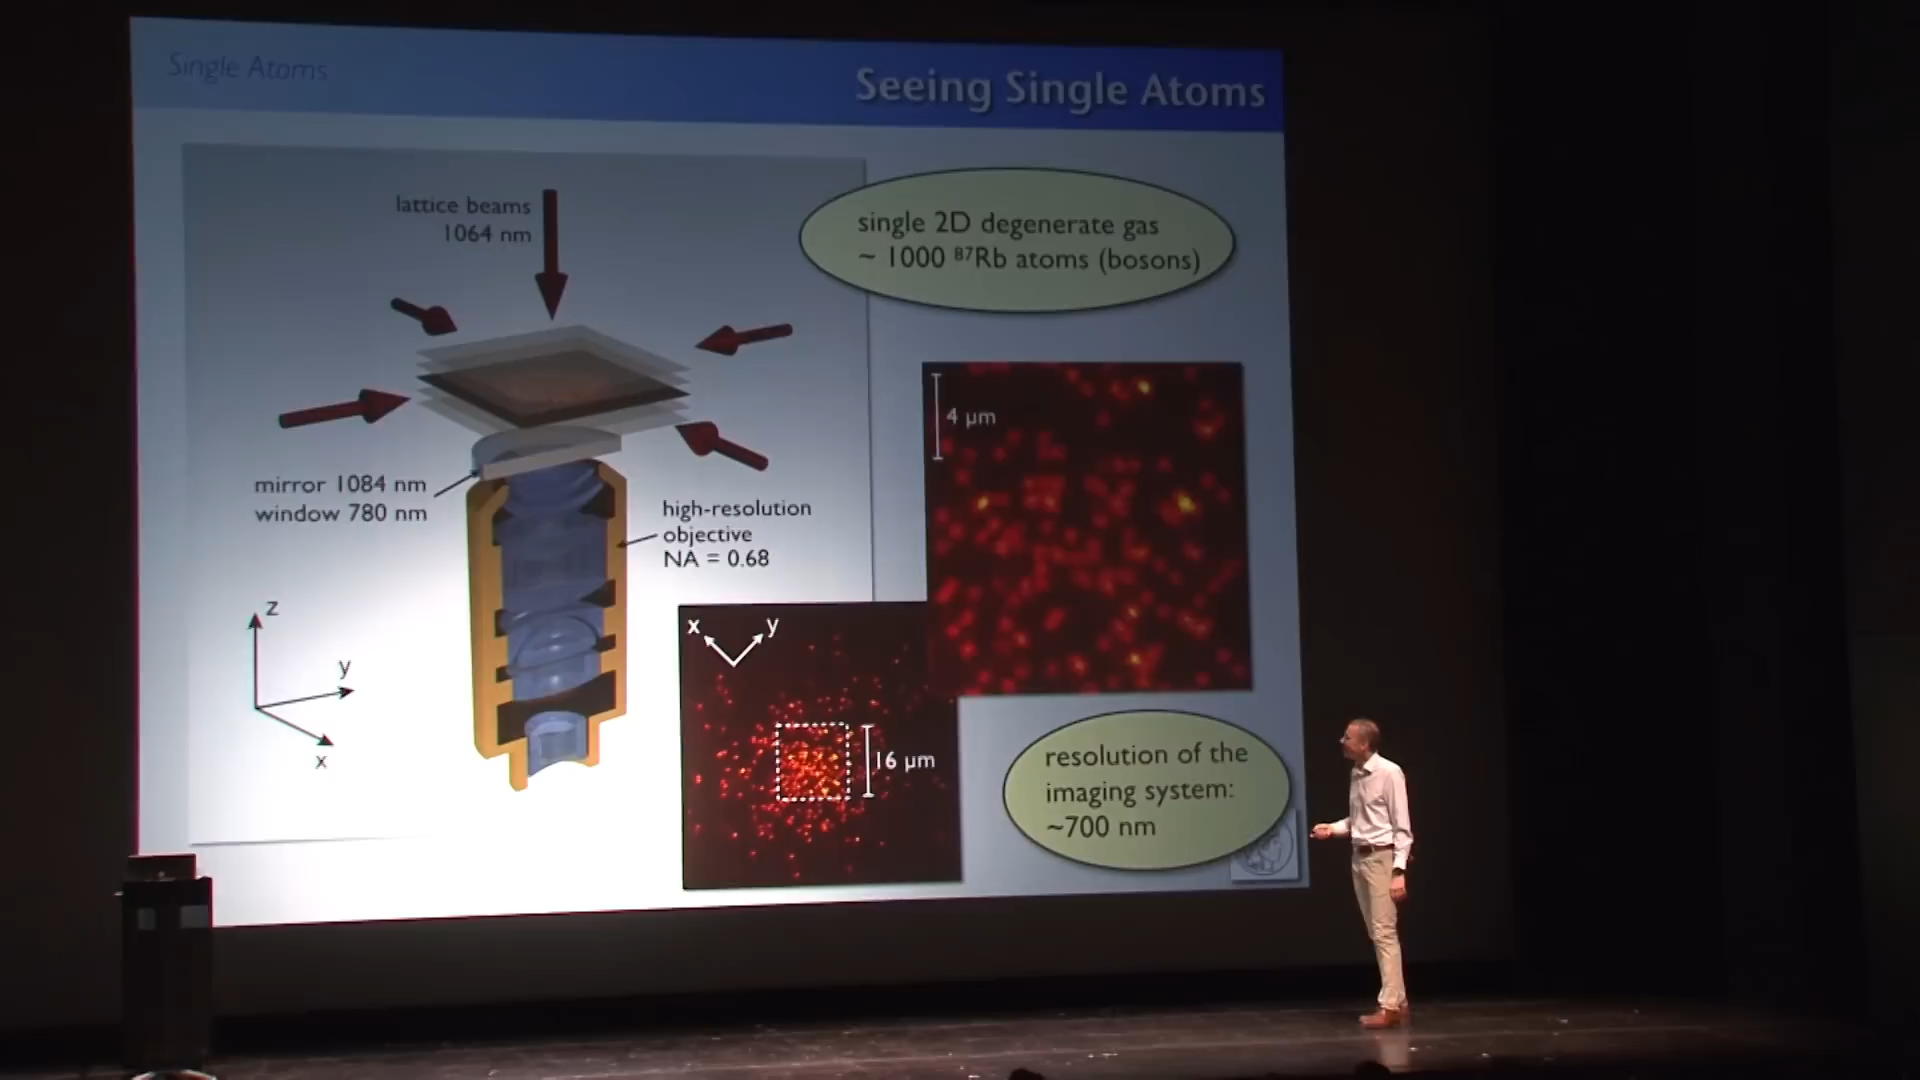 Single Atoms
Seeing Single Atoms
lattice beams
1064 nm
single 2D degenerate gas
~ 1000 ⁸⁷Rb atoms (bosons)
4 µm
mirror 1084 nm
window 780 nm
high-resolution
objective
NA = 0.68
z
y
x
x
y
16 µm
resolution of the
imaging system:
~700 nm